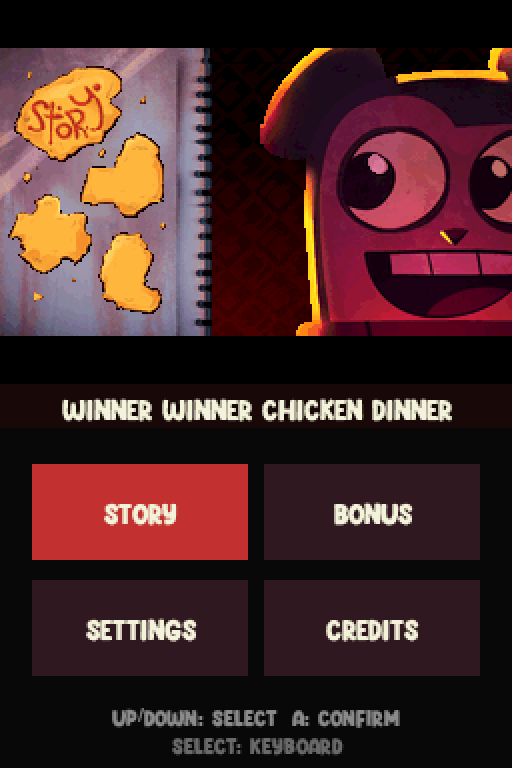 STORY
WINNER WINNER CHICKEN DINNER
STORY
BONUS
SETTINGS
CREDITS
UP/DOWN: SELECT  A: CONFIRM
SELECT: KEYBOARD